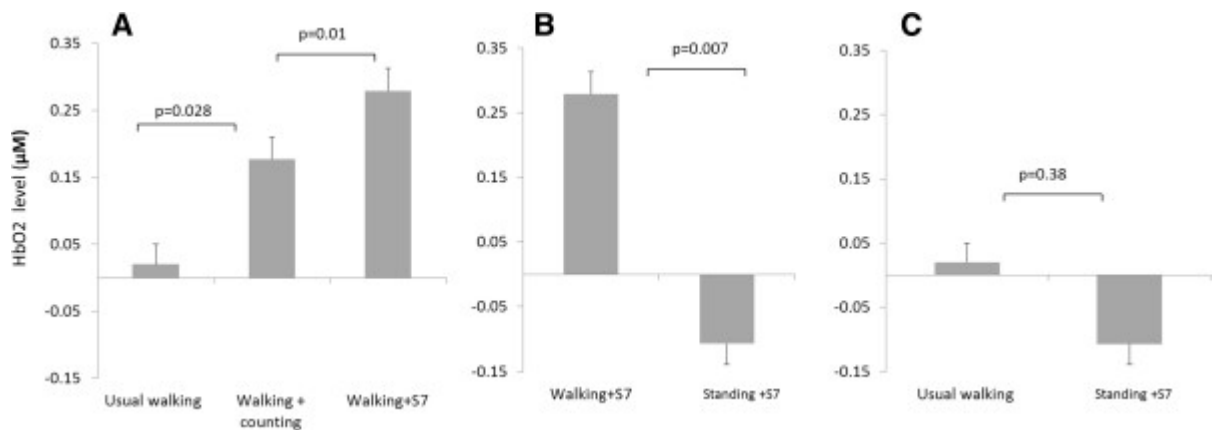 A
B
C
p=0.01
p=0.028
p=0.007
p=0.38
HbO2 level (µM)
0.35
0.25
0.15
0.05
-0.05
-0.15
Usual walking
Walking +
counting
Walking+S7
0.35
0.25
0.15
0.05
-0.05
-0.15
Walking+S7
Standing +S7
0.35
0.25
0.15
0.05
-0.05
-0.15
Usual walking
Standing +S7